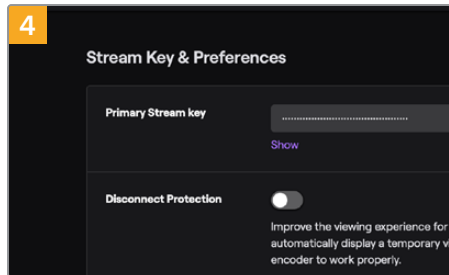 4
Stream Key & Preferences
Primary Stream key
Show
Disconnect Protection
Improve the viewing experience for
automatically display a temporary vi
encoder to work properly.